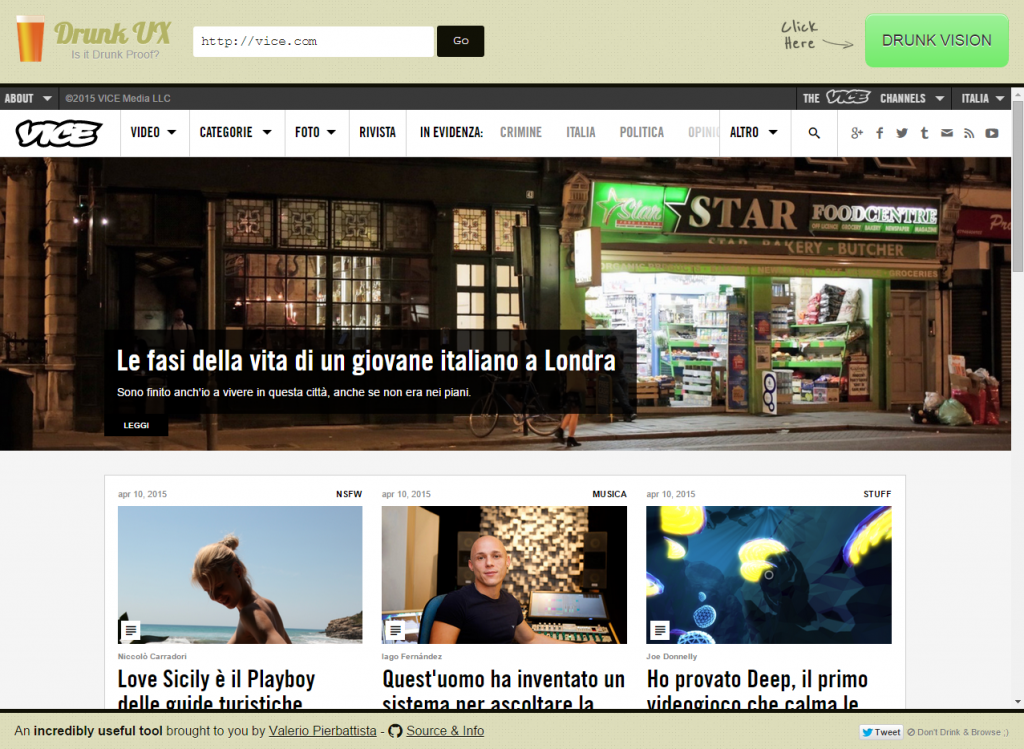 Drunk UX
Is it Drunk Proof?
http://vice.com
Go
Click
Here
DRUNK VISION
ABOUT
©2015 VICE Media LLC
THE VICE CHANNELS
ITALIA
VICE
VIDEO
CATEGORIE
FOTO
RIVISTA
IN EVIDENZA:
CRIMINE
ITALIA
POLITICA
OPINIO
ALTRO
Star
STAR
FOODCENTRE
STAR BAKERY - BUTCHER
GROCERIES
Le fasi della vita di un giovane italiano a Londra
Sono finito anch'io a vivere in questa città, anche se non era nei piani.
LEGGI
apr 10, 2015
NSFW
apr 10, 2015
MUSICA
apr 10, 2015
STUFF
Niccolò Carradori
Iago Fernández
Joe Donnelly
Love Sicily è il Playboy
delle guide turistiche
Quest'uomo ha inventato un
sistema per ascoltare la
Ho provato Deep, il primo
videogioco che calma le
An incredibly useful tool brought to you by Valerio Pierbattista - Source & Info
Tweet
Don't Drink & Browse ;)